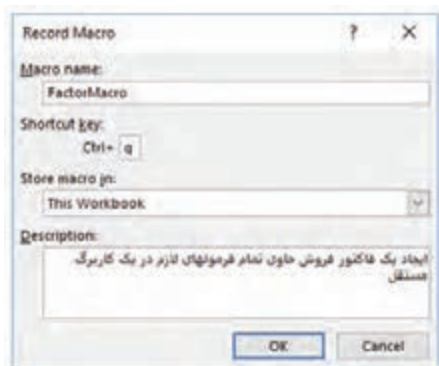 Record Macro ? ×
Macro name:
FactorMacro
Shortcut key:
Ctrl+ q
Store macro in:
This Workbook
Description:
ایجاد یک فاکتور فروش حاوی تمام فرمولهای لازم در یک کاربرگ
مستقل
OK Cancel